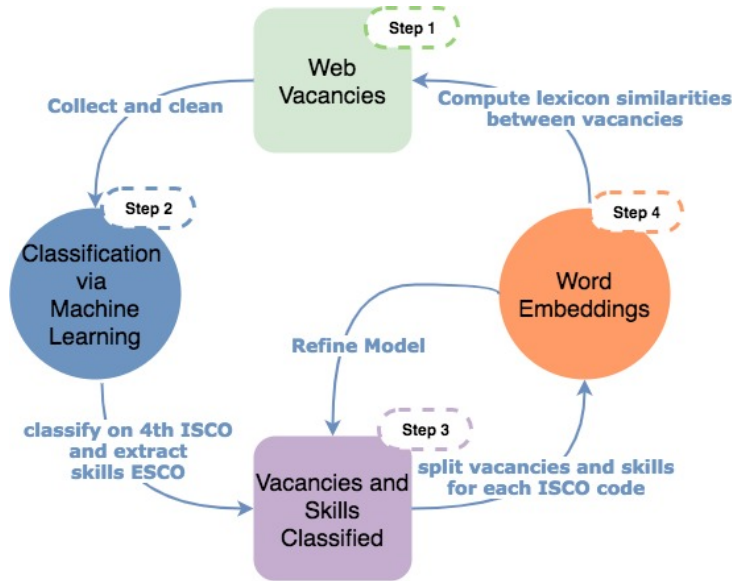 Step 1
Web
Vacancies
Collect and clean
Compute lexicon similarities
between vacancies
Step 2
Classification
via
Machine
Learning
Step 4
Word
Embeddings
Refine Model
classify on 4th ISCO
and extract
skills ESCO
Step 3
Vacancies and
Skills
Classified
split vacancies and skills
for each ISCO code